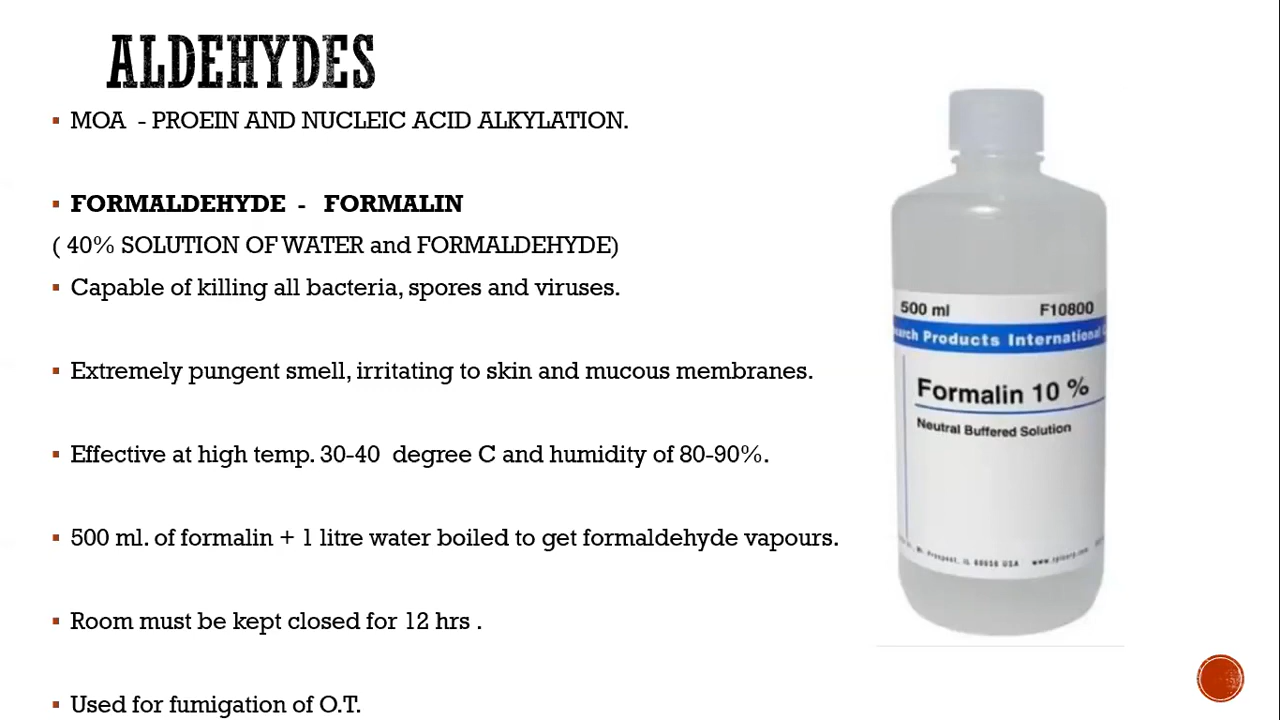 ALDEHYDES
MOA - PROEIN AND NUCLEIC ACID ALKYLATION.
FORMALDEHYDE - FORMALIN
( 40% SOLUTION OF WATER and FORMALDEHYDE)
Capable of killing all bacteria, spores and viruses.
Extremely pungent smell, irritating to skin and mucous membranes.
Effective at high temp. 30-40 degree C and humidity of 80-90%.
500 ml. of formalin + 1 litre water boiled to get formaldehyde vapours.
Room must be kept closed for 12 hrs .
Used for fumigation of O.T.
500 ml F10800
Products International
Formalin 10 %
Neutral Buffered Solution
Mt. Prospect, IL USA